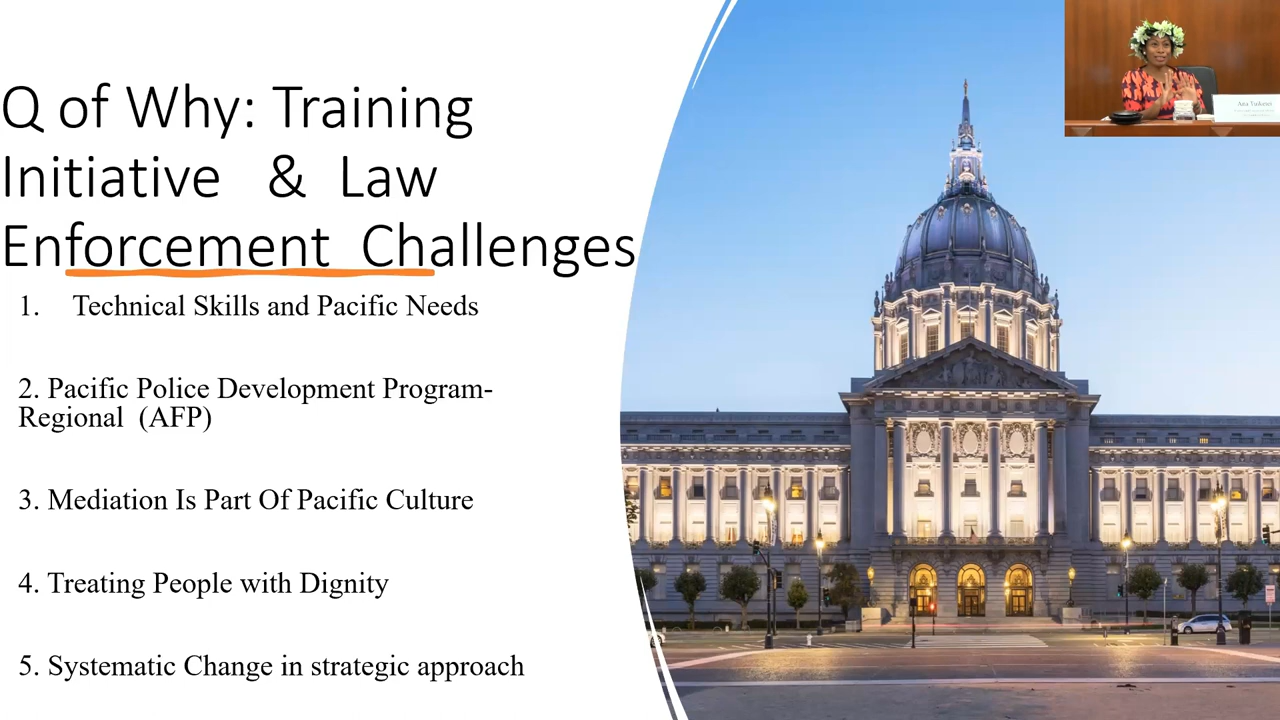 Q of Why: Training
Initiative & Law
Enforcement Challenges
1. Technical Skills and Pacific Needs
2. Pacific Police Development Program-
Regional (AFP)
3. Mediation Is Part Of Pacific Culture
4. Treating People with Dignity
5. Systematic Change in strategic approach